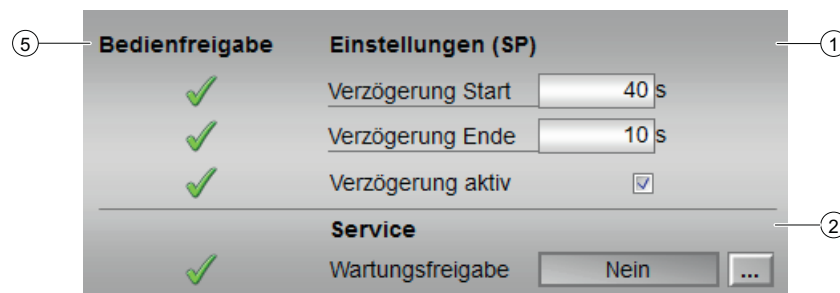 5 Bedienfreigabe Einstellungen (SP) 1
Verzögerung Start 40 s
Verzögerung Ende 10 s
Verzögerung aktiv
Service 2
Wartungsfreigabe Nein ...